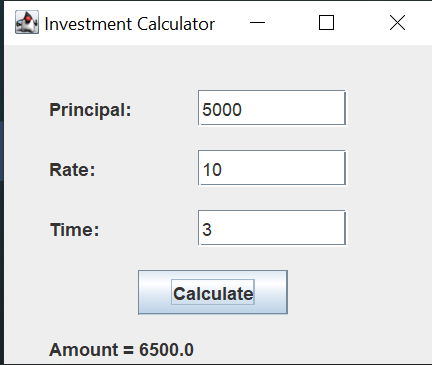 Investment Calculator
Principal: 5000
Rate: 10
Time: 3
Calculate
Amount = 6500.0